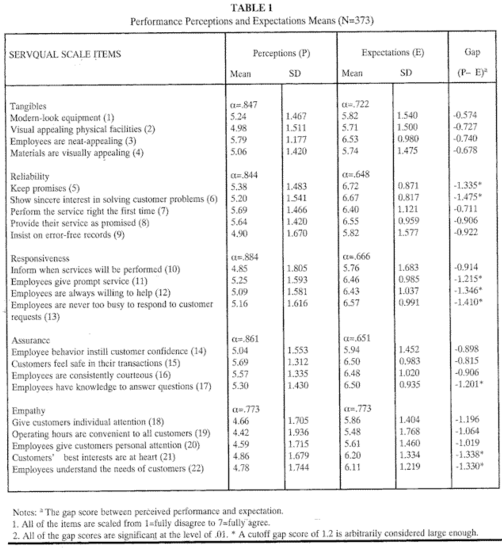 TABLE 1
Performance Perceptions and Expectations Means (N=373)
SERVQUAL SCALE ITEMS Perceptions (P) Expectations (E) Gap
Mean SD Mean SD (P– E)ª
Tangibles α=.847 α=.722
Modern-look equipment (1) 5.24 1.467 5.82 1.540 -0.574
Visual appealing physical facilities (2) 4.98 1.511 5.71 1.500 -0.727
Employees are neat-appealing (3) 5.79 1.177 6.53 0.980 -0.740
Materials are visually appealing (4) 5.06 1.420 5.74 1.475 -0.678
Reliability α=.844 α=.648
Keep promises (5) 5.38 1.483 6.72 0.871 -1.335*
Show sincere interest in solving customer problems (6) 5.20 1.541 6.67 0.817 -1.475*
Perform the service right the first time (7) 5.69 1.466 6.40 1.121 -0.711
Provide their service as promised (8) 5.64 1.420 6.55 0.959 -0.906
Insist on error-free records (9) 4.90 1.670 5.82 1.577 -0.922
Responsiveness α=.884 α=.666
Inform when services will be performed (10) 4.85 1.805 5.76 1.683 -0.914
Employees give prompt service (11) 5.25 1.593 6.46 0.985 -1.215*
Employees are always willing to help (12) 5.09 1.581 6.43 1.037 -1.346*
Employees are never too busy to respond to customer 5.16 1.616 6.57 0.991 -1.410*
requests (13)
Assurance α=.861 α=.651
Employee behavior instill customer confidence (14) 5.04 1.553 5.94 1.452 -0.898
Customers feel safe in their transactions (15) 5.69 1.312 6.50 0.983 -0.815
Employees are consistently courteous (16) 5.57 1.335 6.48 1.020 -0.906
Employees have knowledge to answer questions (17) 5.30 1.430 6.50 0.935 -1.201*
Empathy α=.773 α=.773
Give customers individual attention (18) 4.66 1.705 5.86 1.404 -1.196
Operating hours are convenient to all customers (19) 4.42 1.936 5.48 1.768 -1.064
Employees give customers personal attention (20) 4.59 1.715 5.61 1.460 -1.019
Customers' best interests are at heart (21) 4.86 1.679 6.20 1.334 -1.338*
Employees understand the needs of customers (22) 4.78 1.744 6.11 1.219 -1.330*
Notes: ª The gap score between perceived performance and expectation.
1. All of the items are scaled from 1=fully disagree to 7=fully agree.
2. All of the gap scores are significant at the level of .01. * A cutoff gap score of 1.2 is arbitrarily considered large enough.